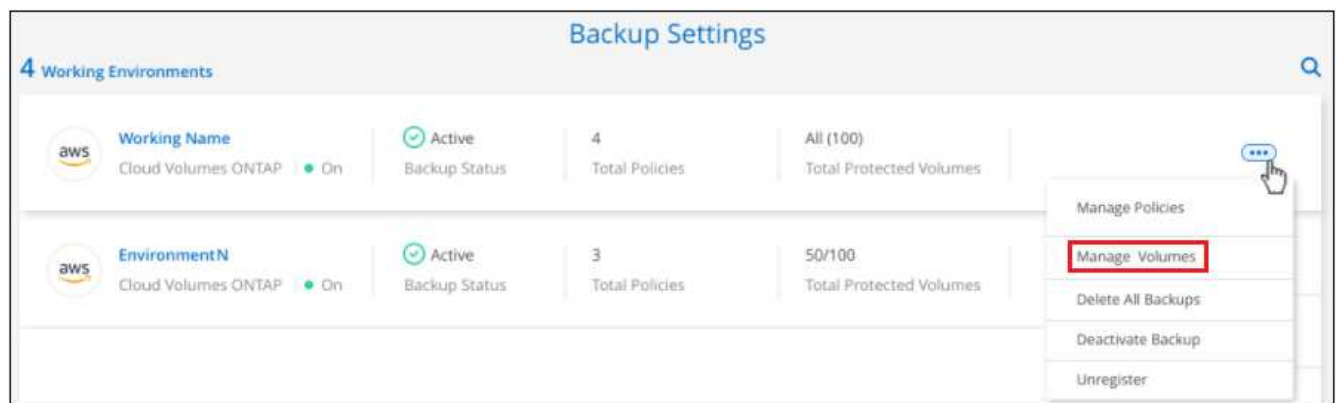 Backup Settings
4 Working Environments
aws
Working Name
Cloud Volumes ONTAP
On
Active
Backup Status
4
Total Policies
All (100)
Total Protected Volumes
Manage Policies
Manage Volumes
Delete All Backups
Deactivate Backup
Unregister
aws
EnvironmentN
Cloud Volumes ONTAP
On
Active
Backup Status
3
Total Policies
50/100
Total Protected Volumes